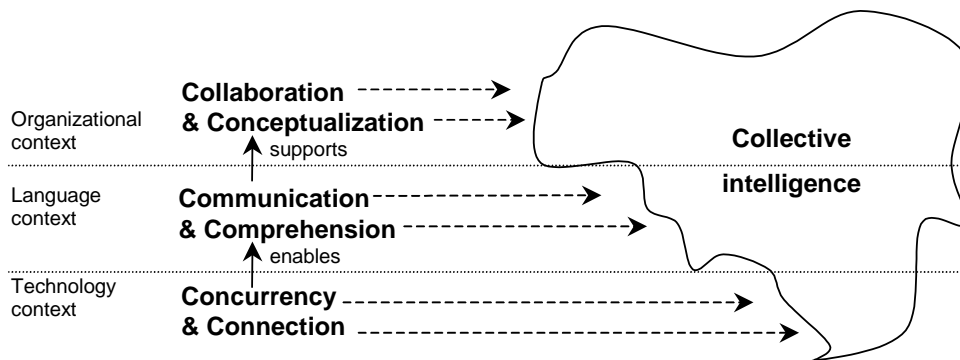 Collaboration
Organizational
context
& Conceptualization
supports
Collective
intelligence
Language
context
Communication
& Comprehension
enables
Technology
context
Concurrency
& Connection